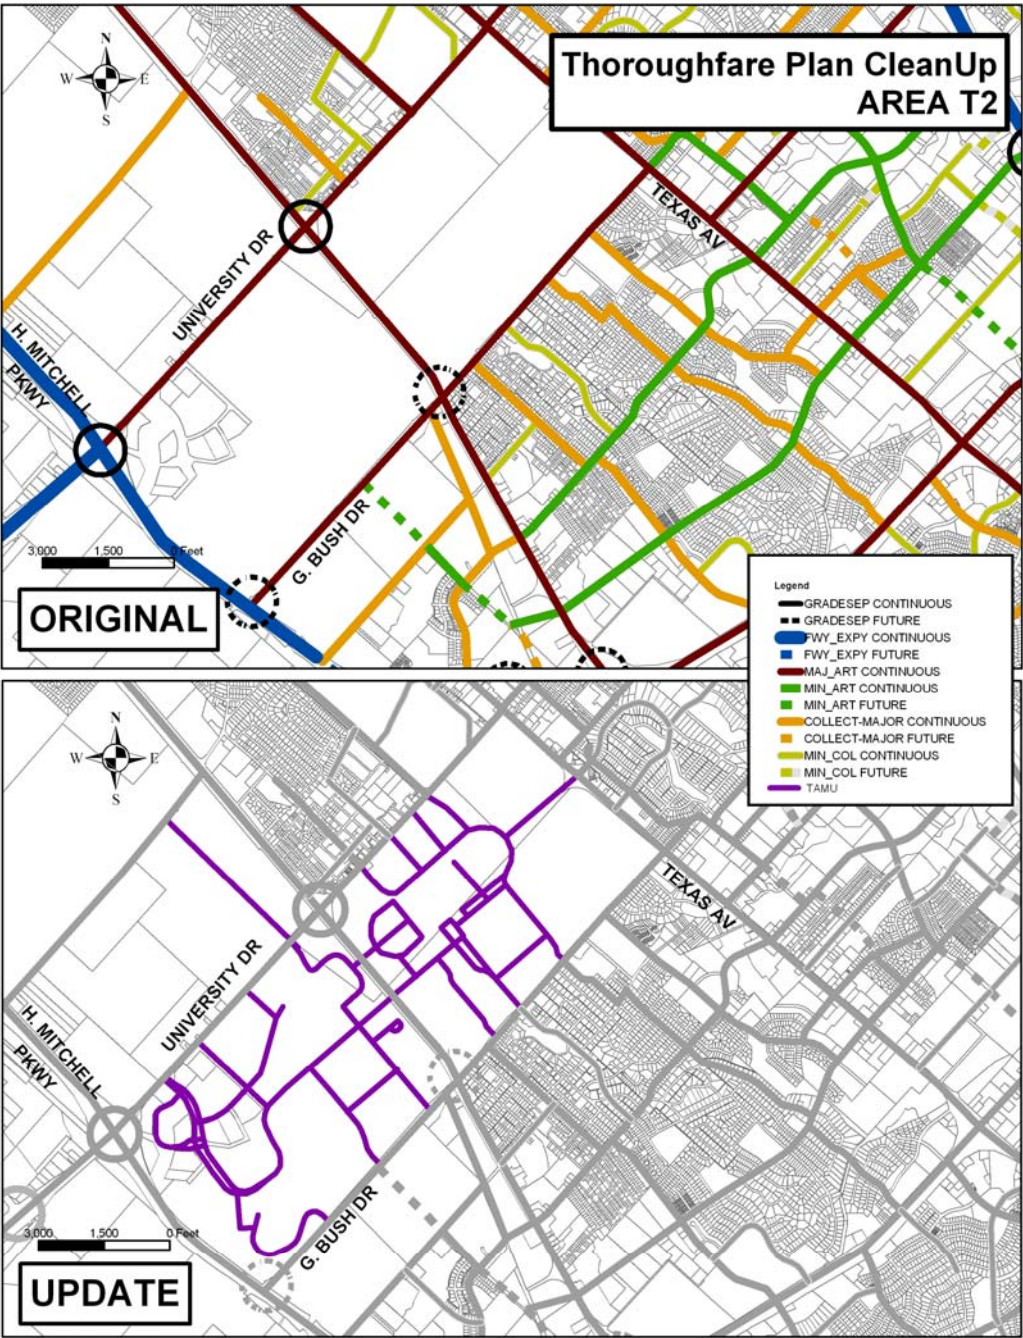 Thoroughfare Plan CleanUp
AREA T2
N
W E
S
TEXAS AV
UNIVERSITY DR
H. MITCHELL
PKWY
G. BUSH DR
3,000 1,500 0 Feet
ORIGINAL
Legend
GRADESEP CONTINUOUS
GRADESEP FUTURE
FWY_EXPY CONTINUOUS
FWY_EXPY FUTURE
MAJ_ART CONTINUOUS
MIN_ART CONTINUOUS
MIN_ART FUTURE
COLLECT-MAJOR CONTINUOUS
COLLECT-MAJOR FUTURE
MIN_COL CONTINUOUS
MIN_COL FUTURE
TAMU
N
W E
S
TEXAS AV
UNIVERSITY DR
H. MITCHELL
PKWY
G. BUSH DR
3,000 1,500 0 Feet
UPDATE